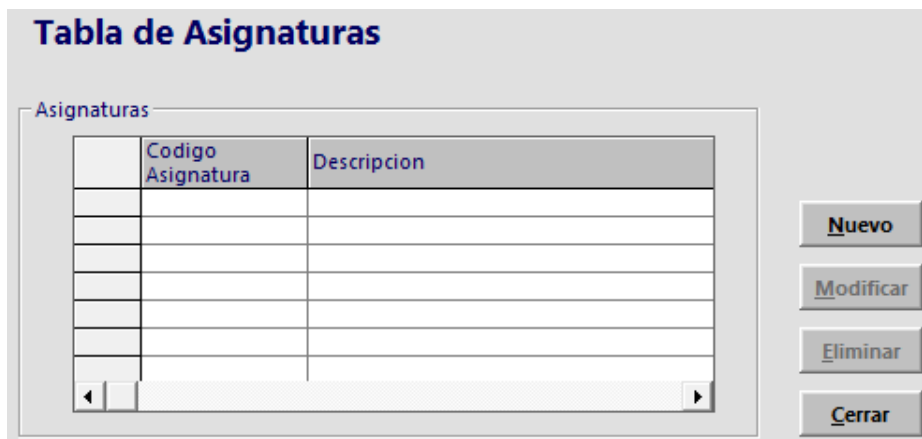 Tabla de Asignaturas
Asignaturas
Codigo
Asignatura
Descripcion
Nuevo
Modificar
Eliminar
Cerrar